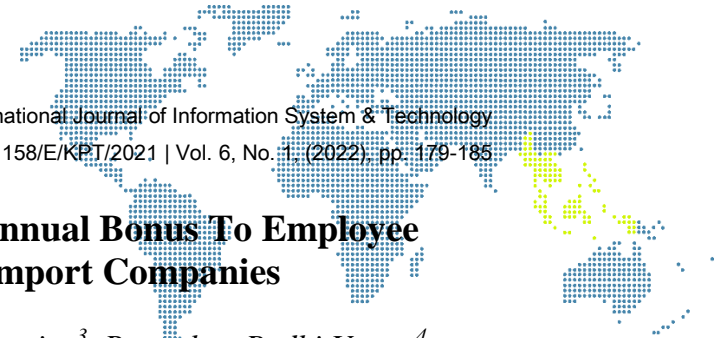 national Journal of Information System & Technology
158/E/KPT/2021 | Vol. 6, No. 1, (2022), pp. 179-185
nnual Bonus To Employee
mport Companies